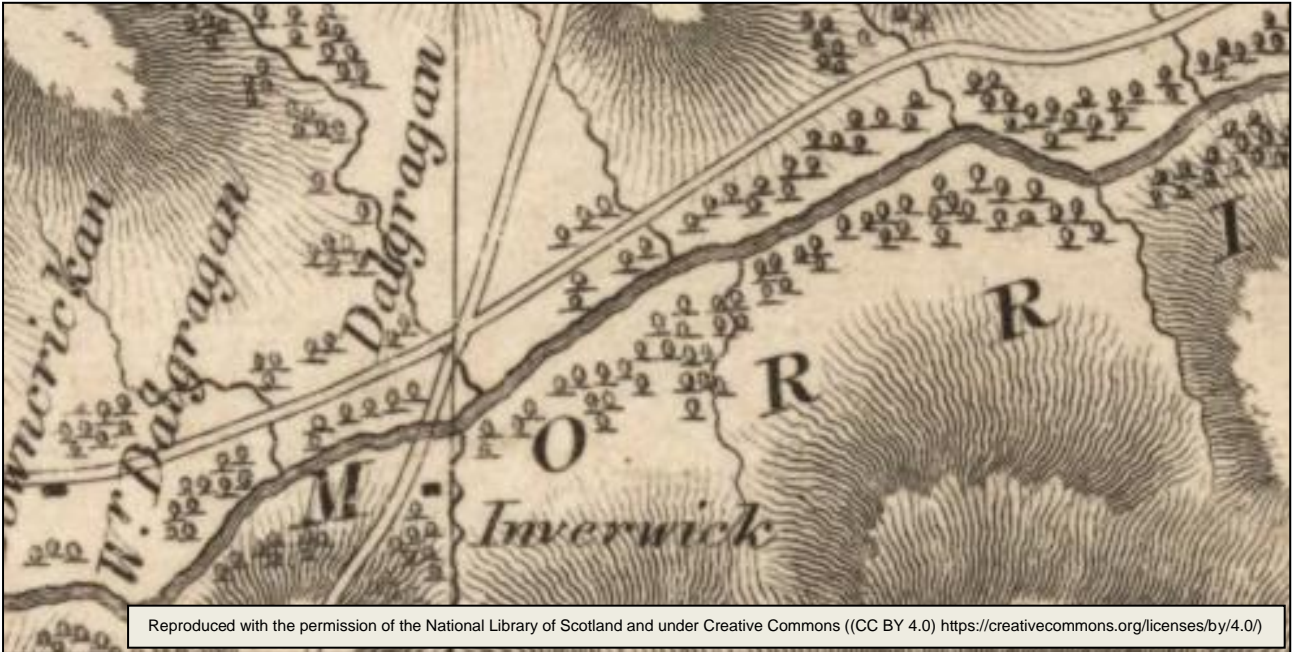 Dalgragan
Wr. Dalgragan
M O R R I
Inverwick
Reproduced with the permission of the National Library of Scotland and under Creative Commons ((CC BY 4.0) https://creativecommons.org/licenses/by/4.0/)